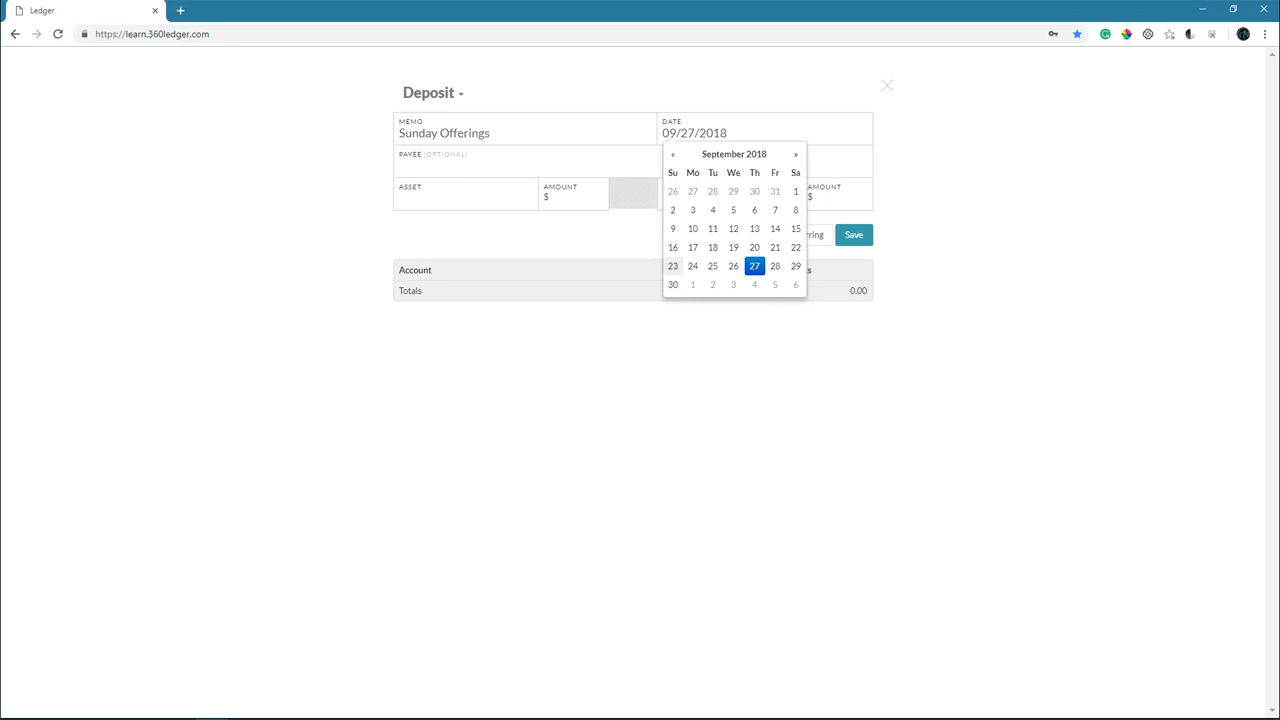 Ledger
https://learn.360ledger.com
Deposit
MEMO
Sunday Offerings
DATE
09/27/2018
« September 2018 »
Su Mo Tu We Th Fr Sa
26 27 28 29 30 31 1
2 3 4 5 6 7 8
9 10 11 12 13 14 15
16 17 18 19 20 21 22
23 24 25 26 27 28 29
30 1 2 3 4 5 6
PAYEE (OPTIONAL)
ASSET
AMOUNT
$
AMOUNT
$
rring
Save
Account
s
Totals
0.00